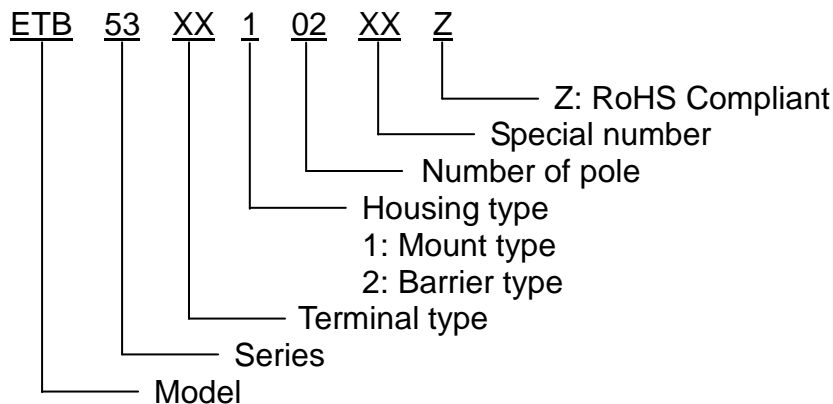 ETB 53 XX 1 02 XX Z
Z: RoHS Compliant
Special number
Number of pole
Housing type
1: Mount type
2: Barrier type
Terminal type
Series
Model